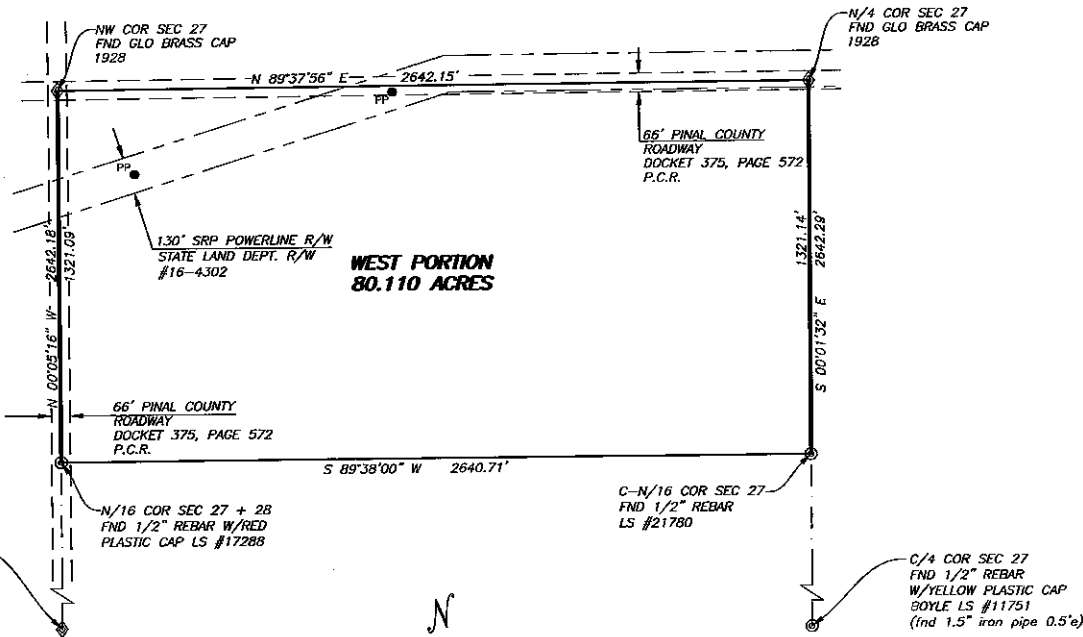 NW COR SEC 27
FND GLO BRASS CAP
1928
N/4 COR SEC 27
FND GLO BRASS CAP
1928
N 89°37'56" E 2642.15'
PP
PP
66' PINAL COUNTY
ROADWAY
DOCKET 375, PAGE 572
P.C.R.
130' SRP POWERLINE R/W
STATE LAND DEPT. R/W
#16-4302
WEST PORTION
80.110 ACRES
N 00°05'16" W 2642.18'
1321.09'
1321.14'
S 00°01'32" E 2642.29'
66' PINAL COUNTY
ROADWAY
DOCKET 375, PAGE 572
P.C.R.
S 89°38'00" W 2640.71'
N/16 COR SEC 27 + 28
FND 1/2" REBAR W/RED
PLASTIC CAP LS #17288
C-N/16 COR SEC 27
FND 1/2" REBAR
LS #21780
C/4 COR SEC 27
FND 1/2" REBAR
W/YELLOW PLASTIC CAP
BOYLE LS #11751
(fnd 1.5" iron pipe 0.5'e)
N